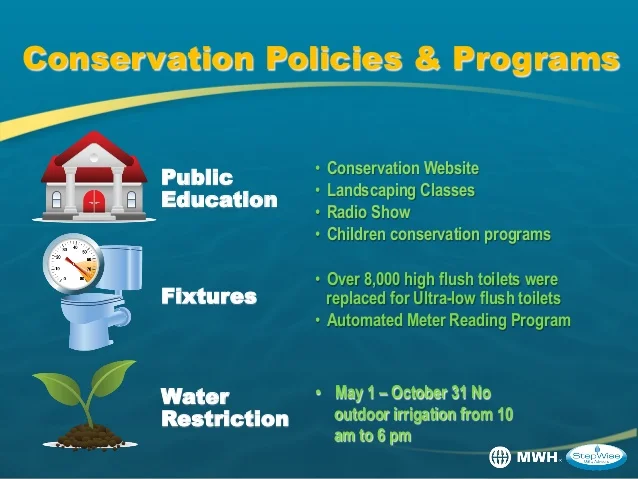 Conservation Policies & Programs
Public
Education
• Conservation Website
• Landscaping Classes
• Radio Show
• Children conservation programs
Fixtures
• Over 8,000 high flush toilets were
replaced for Ultra-low flush toilets
• Automated Meter Reading Program
Water
Restriction
• May 1 – October 31 No
outdoor irrigation from 10
am to 6 pm
MWH
StepWise